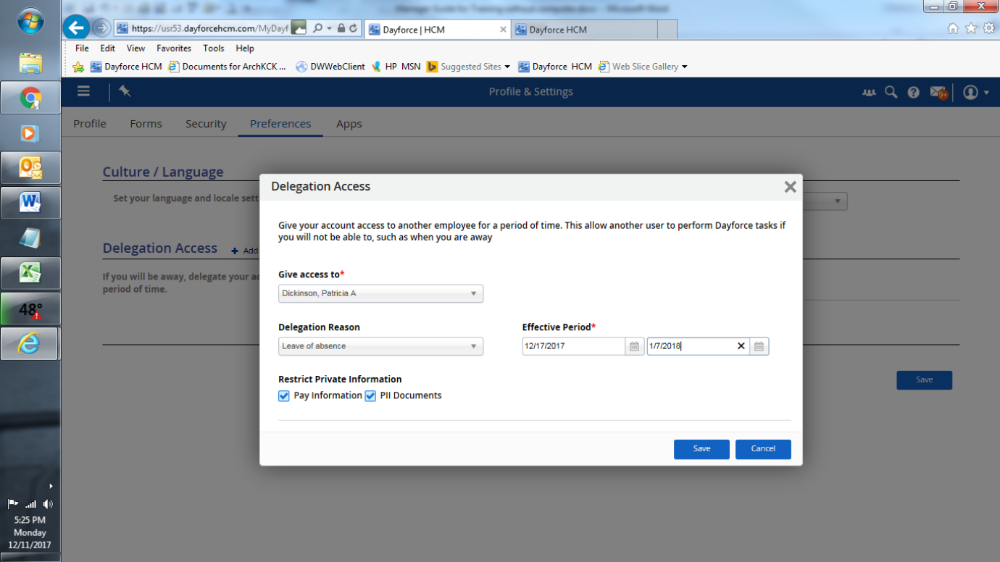 Manager Guide for Training without computer.docx - Microsoft Word
https://usr53.dayforcehcm.com/MyDayf
Dayforce | HCM
Dayforce HCM
File Edit View Favorites Tools Help
Dayforce HCM Documents for ArchKCK ... DWWebClient HP MSN Suggested Sites Dayforce HCM Web Slice Gallery
Profile & Settings
9+
Profile Forms Security Preferences Apps
Culture / Language
Set your language and locale sett
Delegation Access
Add
If you will be away, delegate your ac
period of time.
Delegation Access
Give your account access to another employee for a period of time. This allow another user to perform Dayforce tasks if
you will not be able to, such as when you are away
Give access to*
Dickinson, Patricia A
Delegation Reason
Effective Period*
Leave of absence
12/17/2017
1/7/2018
Restrict Private Information
Pay Information PII Documents
Save
Cancel
Save
48°
5:25 PM
Monday
12/11/2017